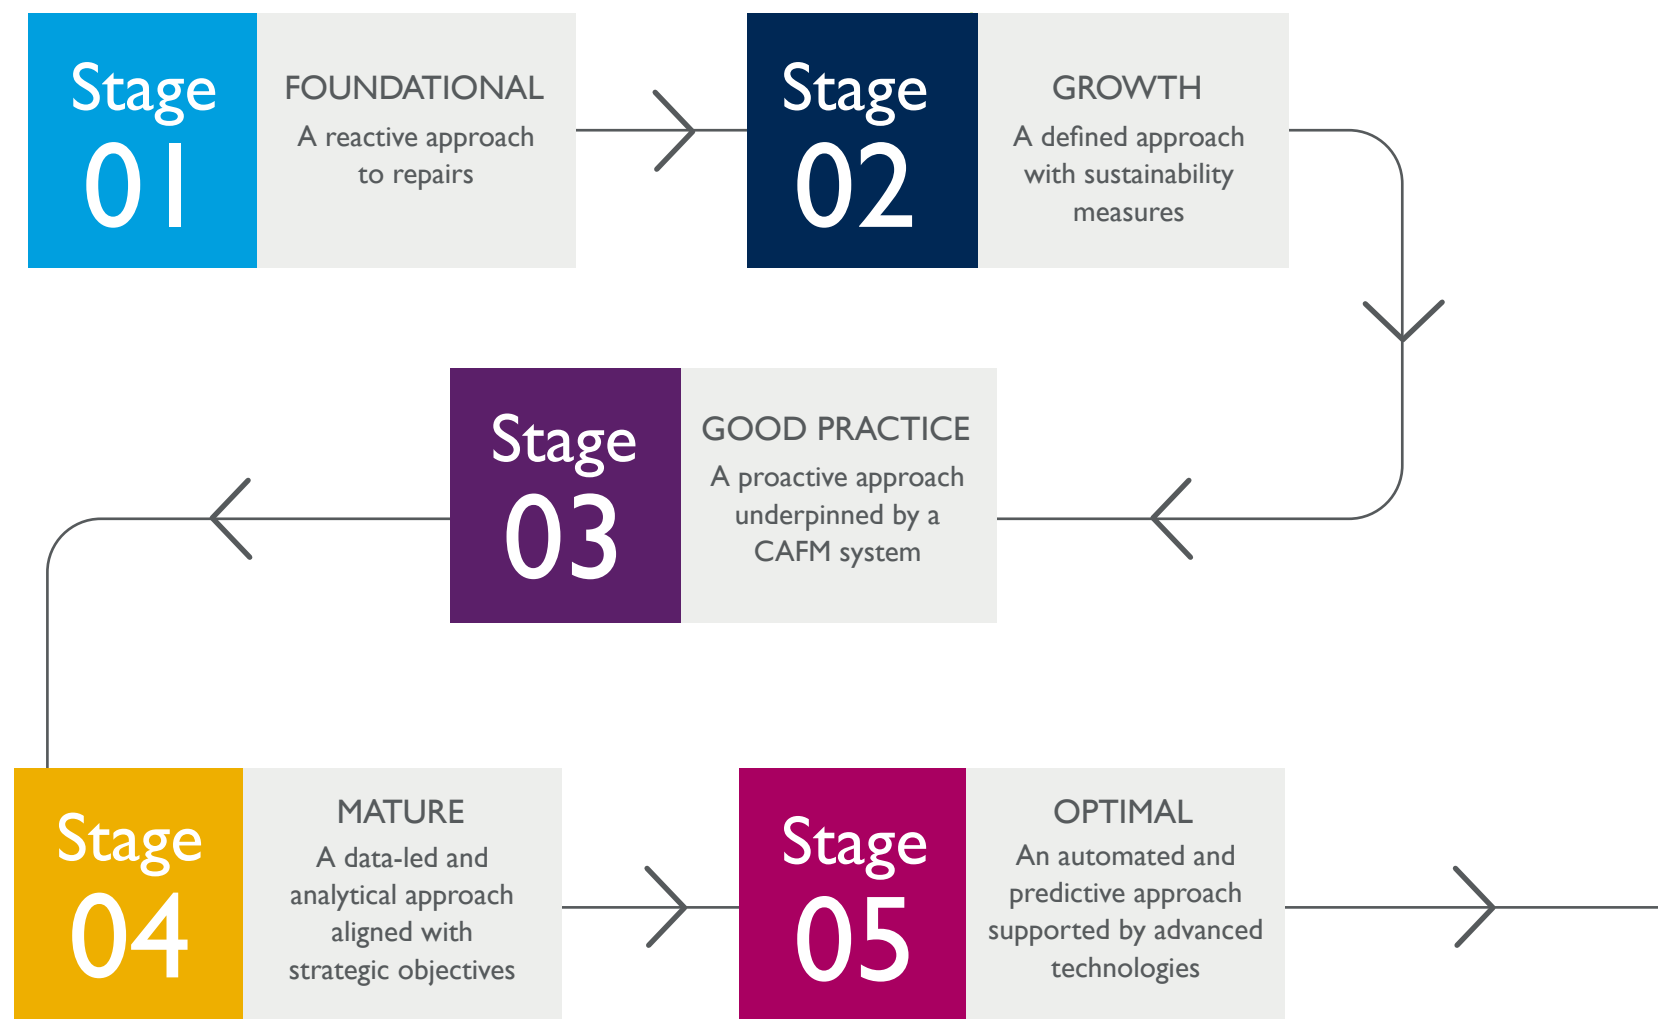 Stage
01
FOUNDATIONAL
A reactive approach
to repairs
Stage
02
GROWTH
A defined approach
with sustainability
measures
Stage
03
GOOD PRACTICE
A proactive approach
underpinned by a
CAFM system
Stage
04
MATURE
A data-led and
analytical approach
aligned with
strategic objectives
Stage
05
OPTIMAL
An automated and
predictive approach
supported by advanced
technologies